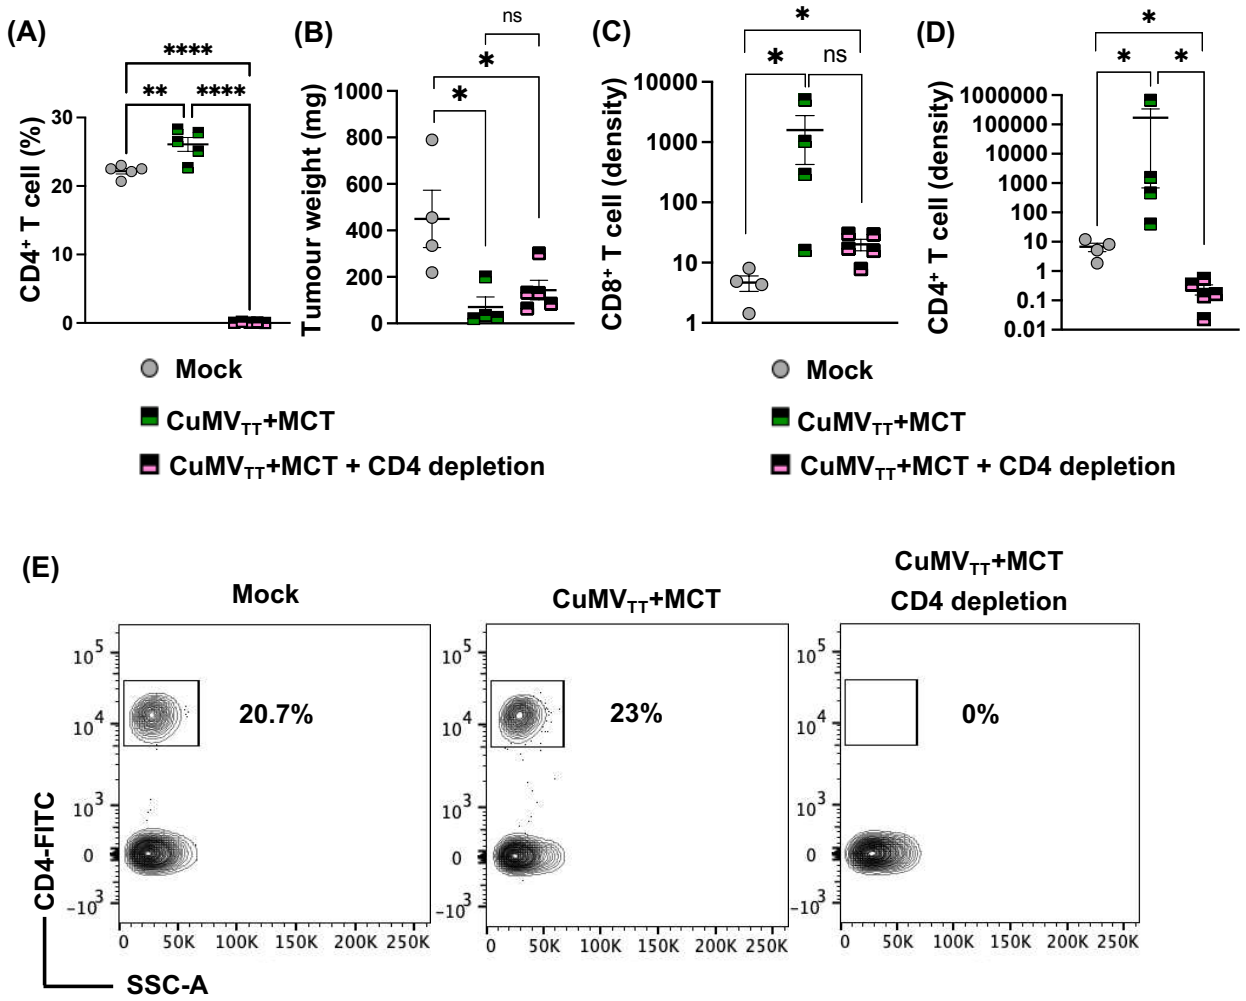 (A)
****
** ****
CD4⁺ T cell (%)
30
20
10
0
(B)
ns
*
*
Tumour weight (mg)
1000
800
600
400
200
0
(C)
*
* ns
CD8⁺ T cell (density)
10000
1000
100
10
1
(D)
*
* *
CD4⁺ T cell (density)
1000000
100000
10000
1000
100
10
1
0.1
0.01
Mock
CuMV_TT+MCT
CuMV_TT+MCT + CD4 depletion
Mock
CuMV_TT+MCT
CuMV_TT+MCT + CD4 depletion
(E)
Mock
CuMV_TT+MCT
CuMV_TT+MCT
CD4 depletion
10⁵
10⁴
10³
0
-10³
20.7%
0 50K 100K 150K 200K 250K
10⁵
10⁴
10³
0
-10³
23%
0 50K 100K 150K 200K 250K
10⁵
10⁴
10³
0
-10³
0%
0 50K 100K 150K 200K 250K
CD4-FITC
SSC-A